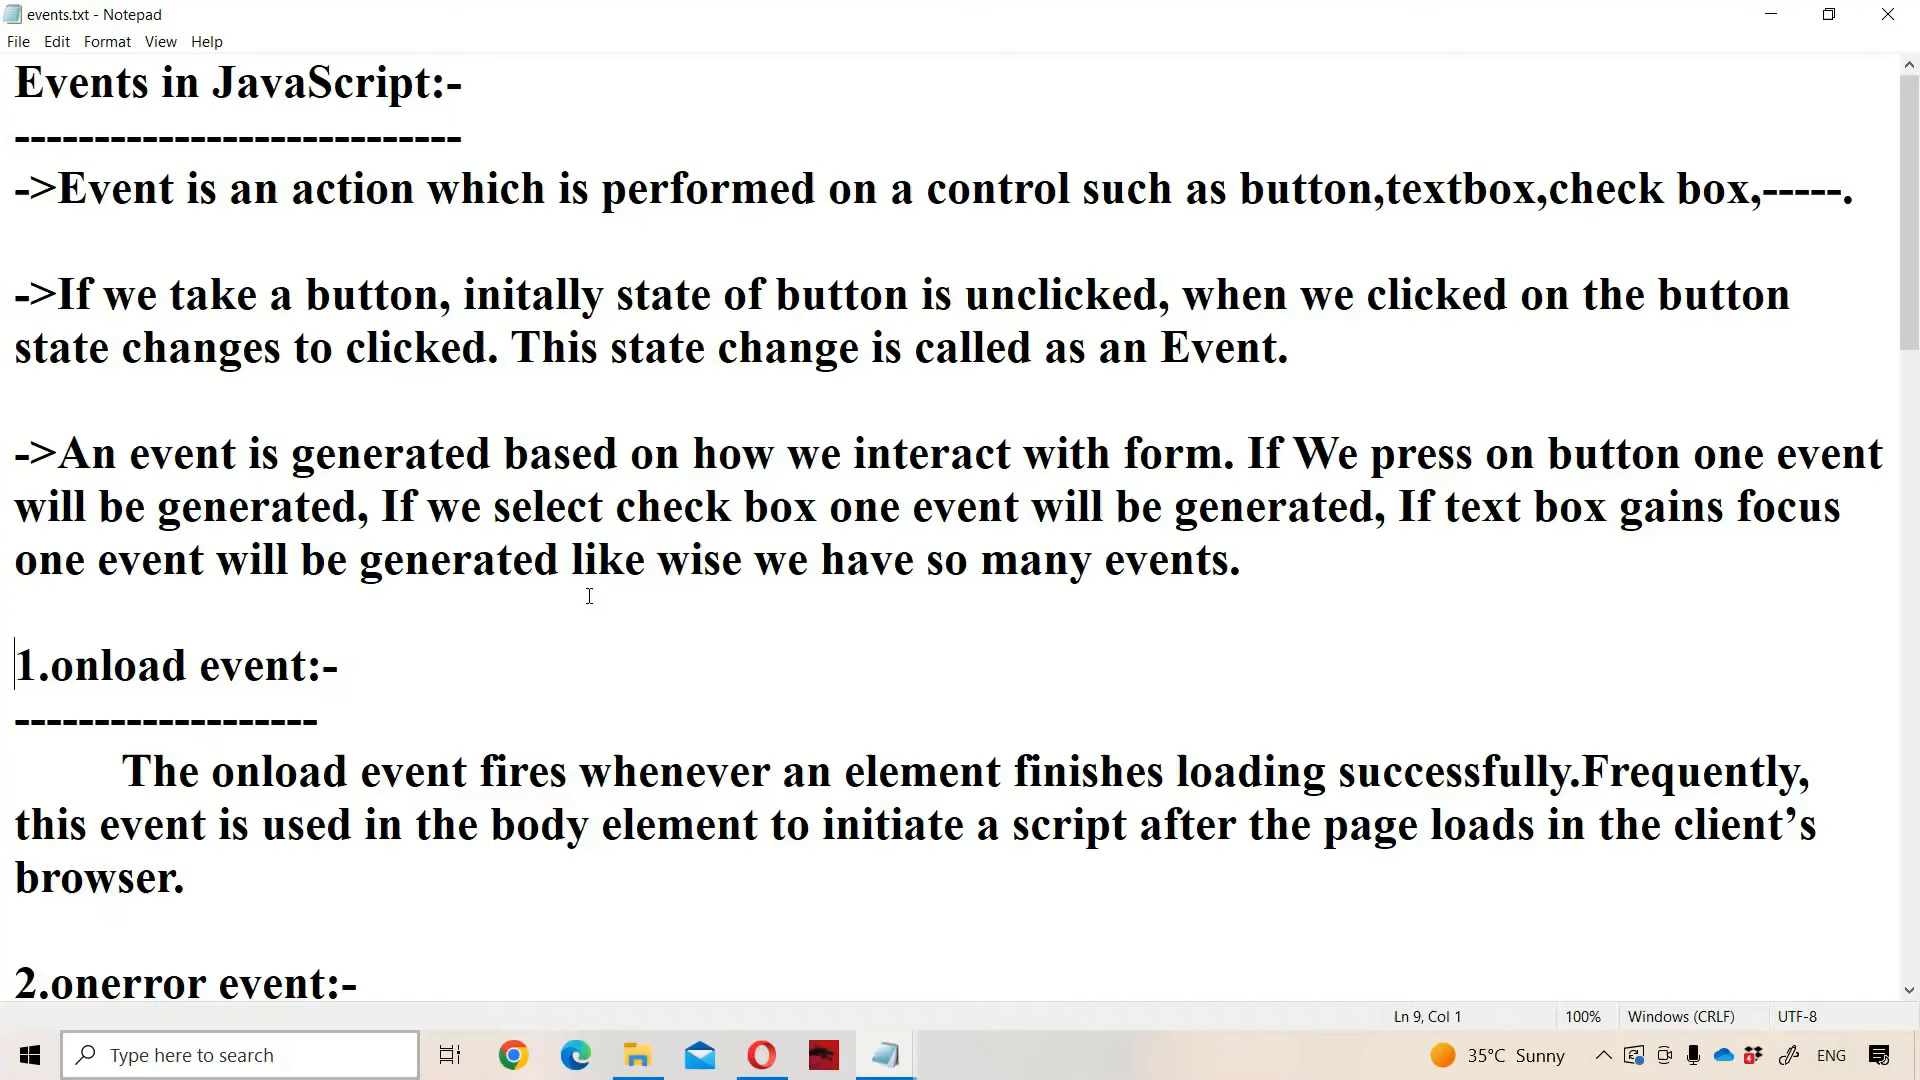 events.txt - Notepad
File Edit Format View Help
Events in JavaScript:-
----------------------------
->Event is an action which is performed on a control such as button,textbox,check box,-----.
->If we take a button, initally state of button is unclicked, when we clicked on the button
state changes to clicked. This state change is called as an Event.
->An event is generated based on how we interact with form. If We press on button one event
will be generated, If we select check box one event will be generated, If text box gains focus
one event will be generated like wise we have so many events.
1.onload event:-
-------------------
The onload event fires whenever an element finishes loading successfully.Frequently,
this event is used in the body element to initiate a script after the page loads in the client’s
browser.
2.onerror event:-
Ln 9, Col 1 100% Windows (CRLF) UTF-8
Type here to search 35°C Sunny ENG